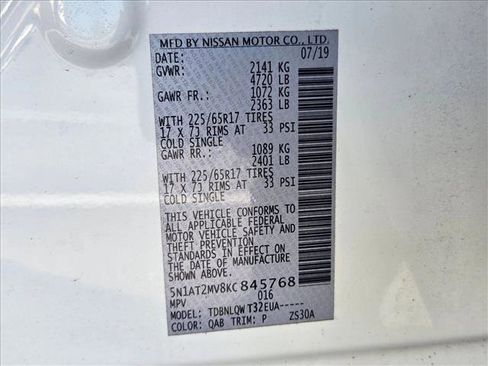 MFD BY NISSAN MOTOR CO., LTD.
DATE: 07/19
GVWR: 2141 KG
4720 LB
GAWR FR.: 1072 KG
2363 LB
WITH 225/65R17 TIRES
17 X 7J RIMS AT 33 PSI
COLD SINGLE
GAWR RR.: 1089 KG
2401 LB
WITH 225/65R17 TIRES
17 X 7J RIMS AT 33 PSI
COLD SINGLE
THIS VEHICLE CONFORMS TO
ALL APPLICABLE FEDERAL
MOTOR VEHICLE SAFETY AND
THEFT PREVENTION
STANDARDS IN EFFECT ON
THE DATE OF MANUFACTURE
SHOWN ABOVE.
5N1AT2MV8KC 845768
MPV 016
MODEL: TDBNLQW T32EUA-----
COLOR: QAB TRIM: P ZS30A